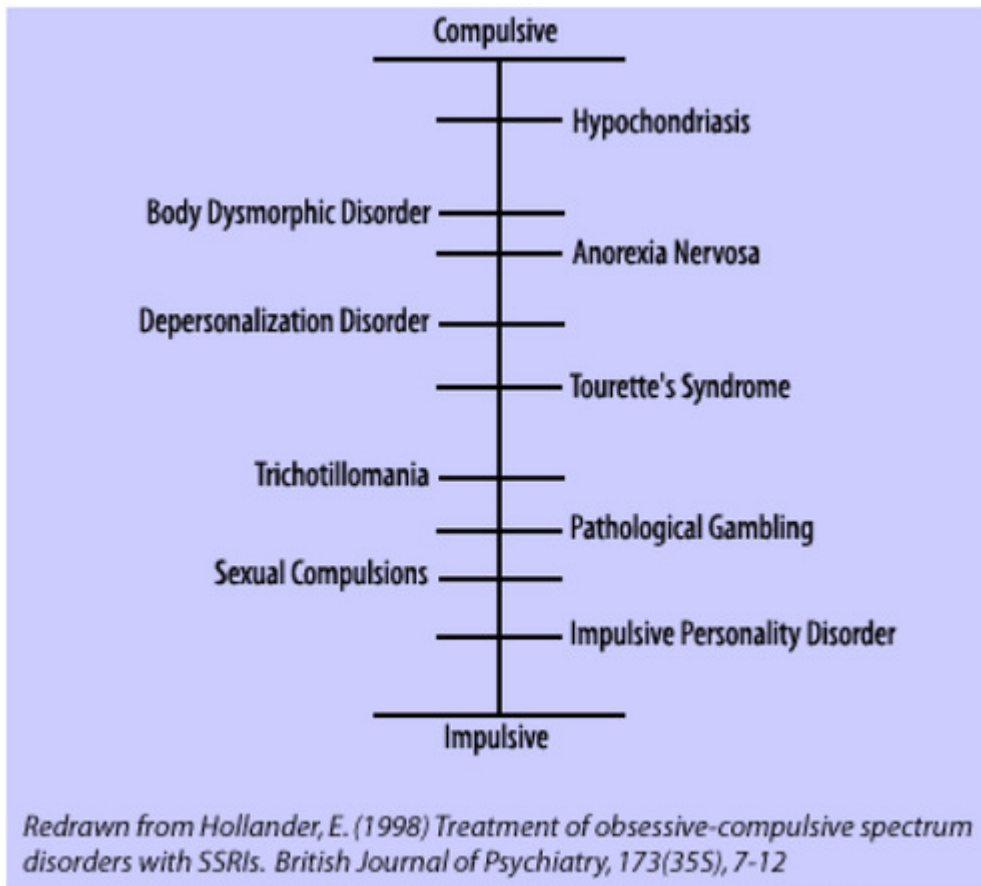 Compulsive
Hypochondriasis
Body Dysmorphic Disorder
Anorexia Nervosa
Depersonalization Disorder
Tourette's Syndrome
Trichotillomania
Pathological Gambling
Sexual Compulsions
Impulsive Personality Disorder
Impulsive
Redrawn from Hollander, E. (1998) Treatment of obsessive-compulsive spectrum
disorders with SSRIs. British Journal of Psychiatry, 173(35S), 7-12